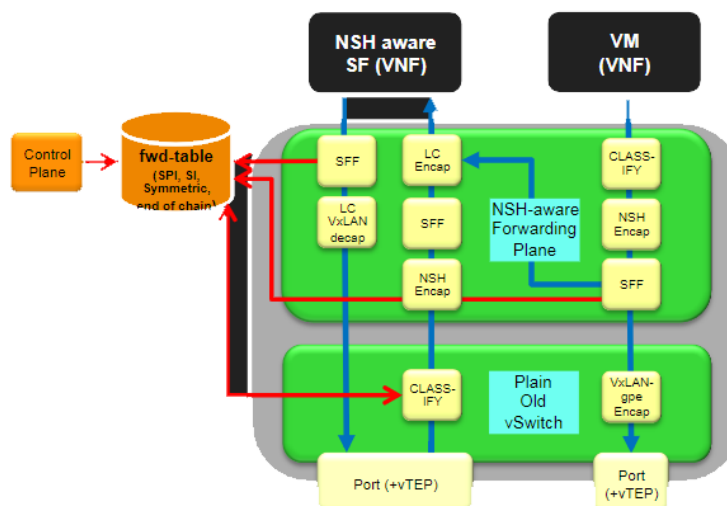 NSH aware
SF (VNF)
VM
(VNF)
Control
Plane
fwd-table
(SPI, SI,
Symmetric,
end of chain)
SFF
LC
Encap
CLASS-
IFY
LC
VxLAN
decap
SFF
NSH-aware
Forwarding
Plane
NSH
Encap
NSH
Encap
SFF
CLASS-
IFY
Plain
Old
vSwitch
VxLAN-
gpe
Encap
Port (+vTEP)
Port
(+vTEP)